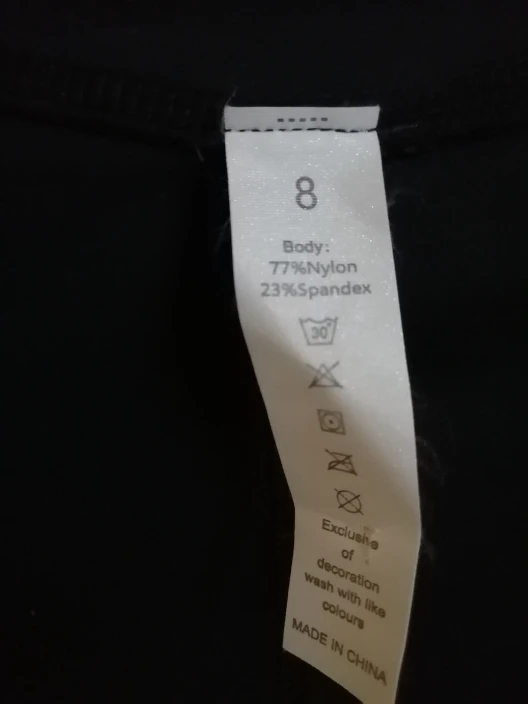 8
Body:
77%Nylon
23%Spandex
30°
Exclusive
of
decoration
wash with like
colours
MADE IN CHINA